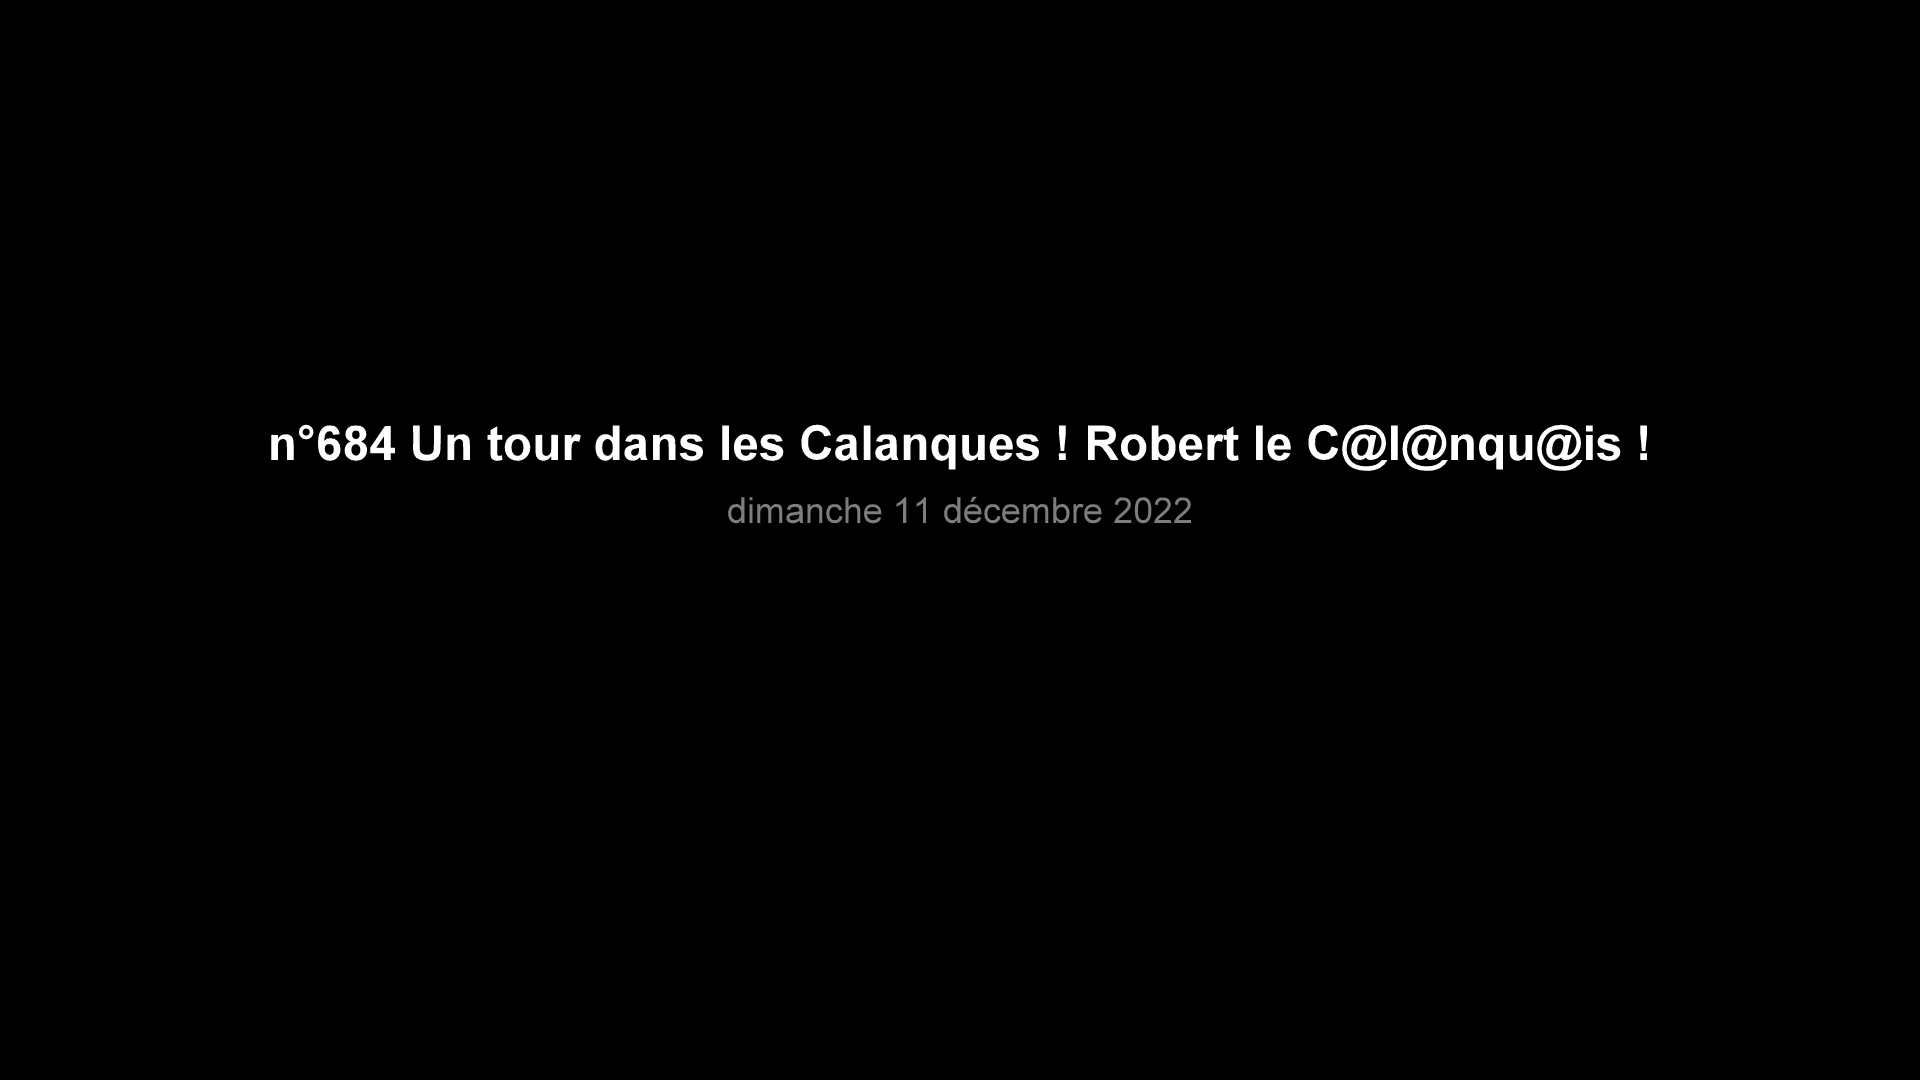 n°684 Un tour dans les Calanques ! Robert le C@l@nqu@is !
dimanche 11 décembre 2022